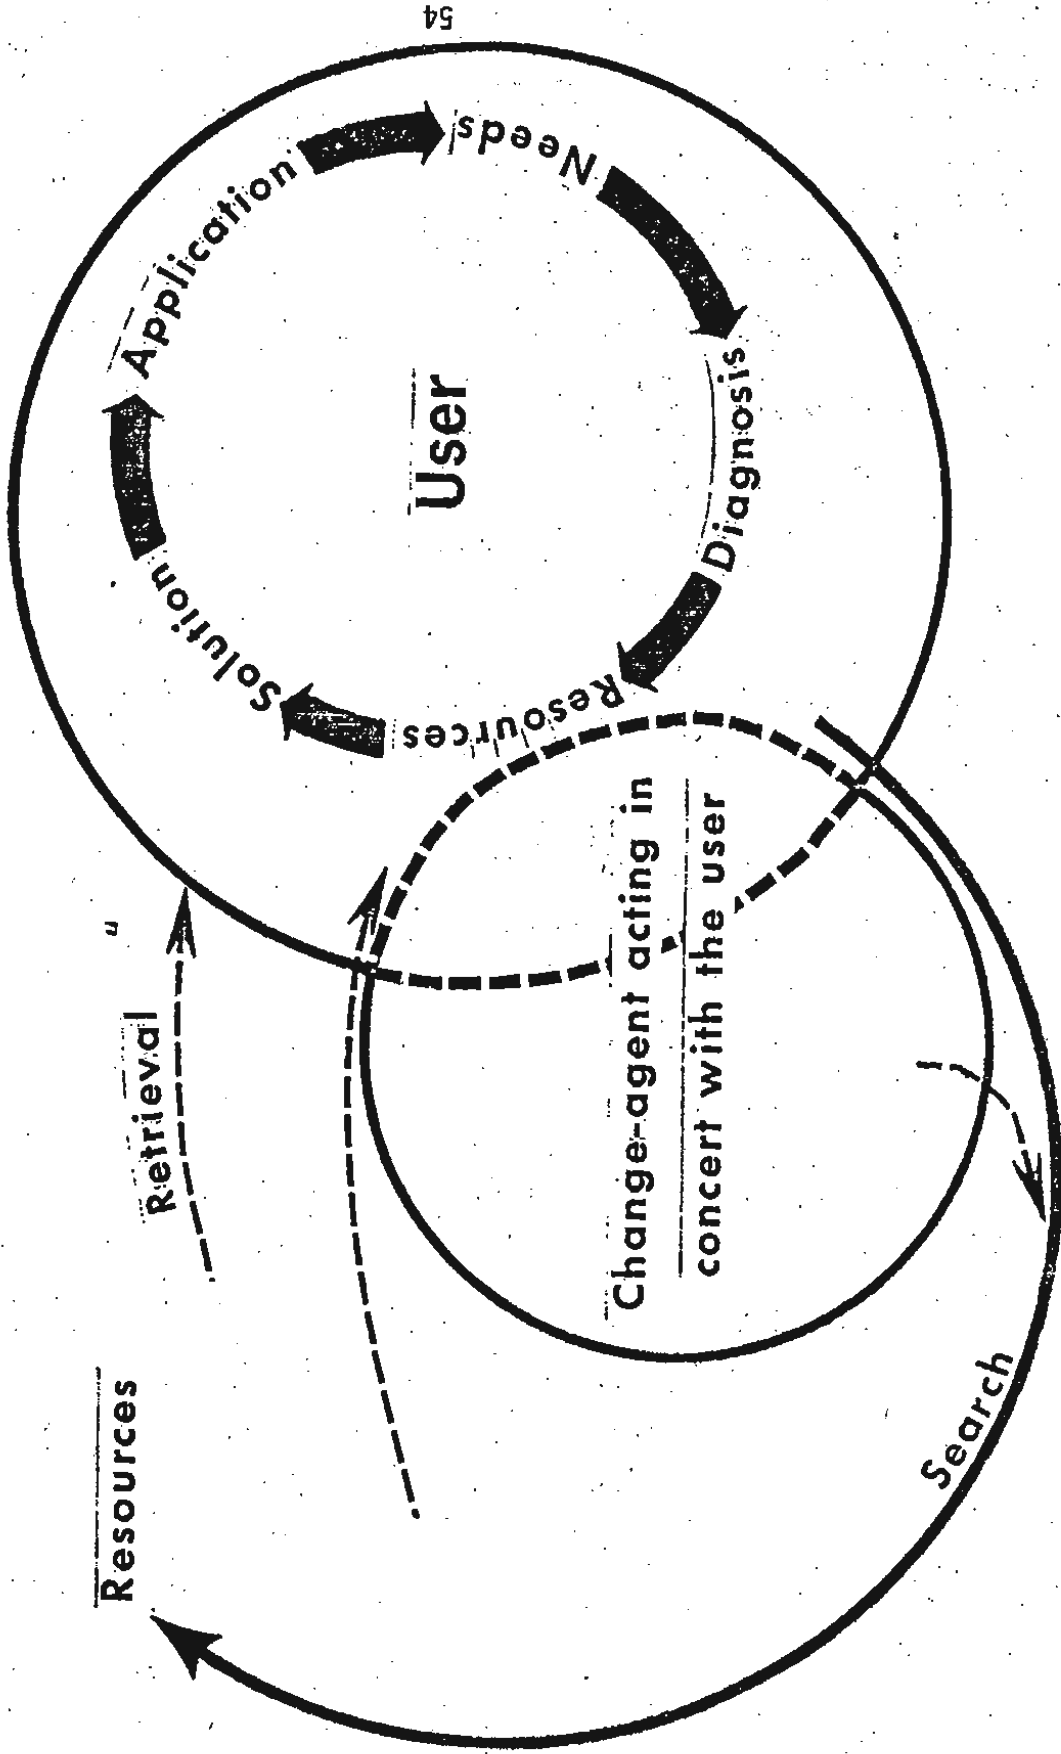 54
Resources
Retrieval
Application
Needs
Diagnosis
Resources
Solution
User
Change-agent acting in
concert with the user
Search